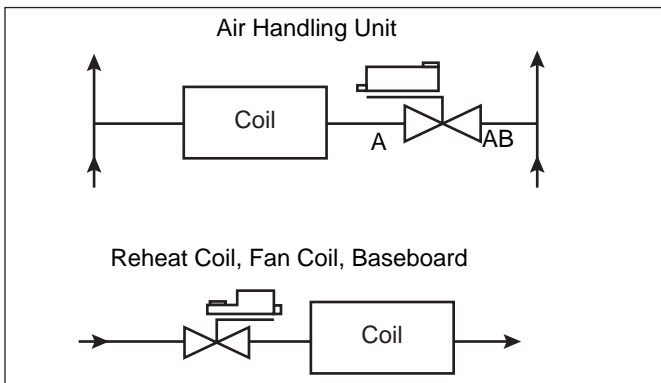 Air Handling Unit
Coil
A
AB
Reheat Coil, Fan Coil, Baseboard
Coil